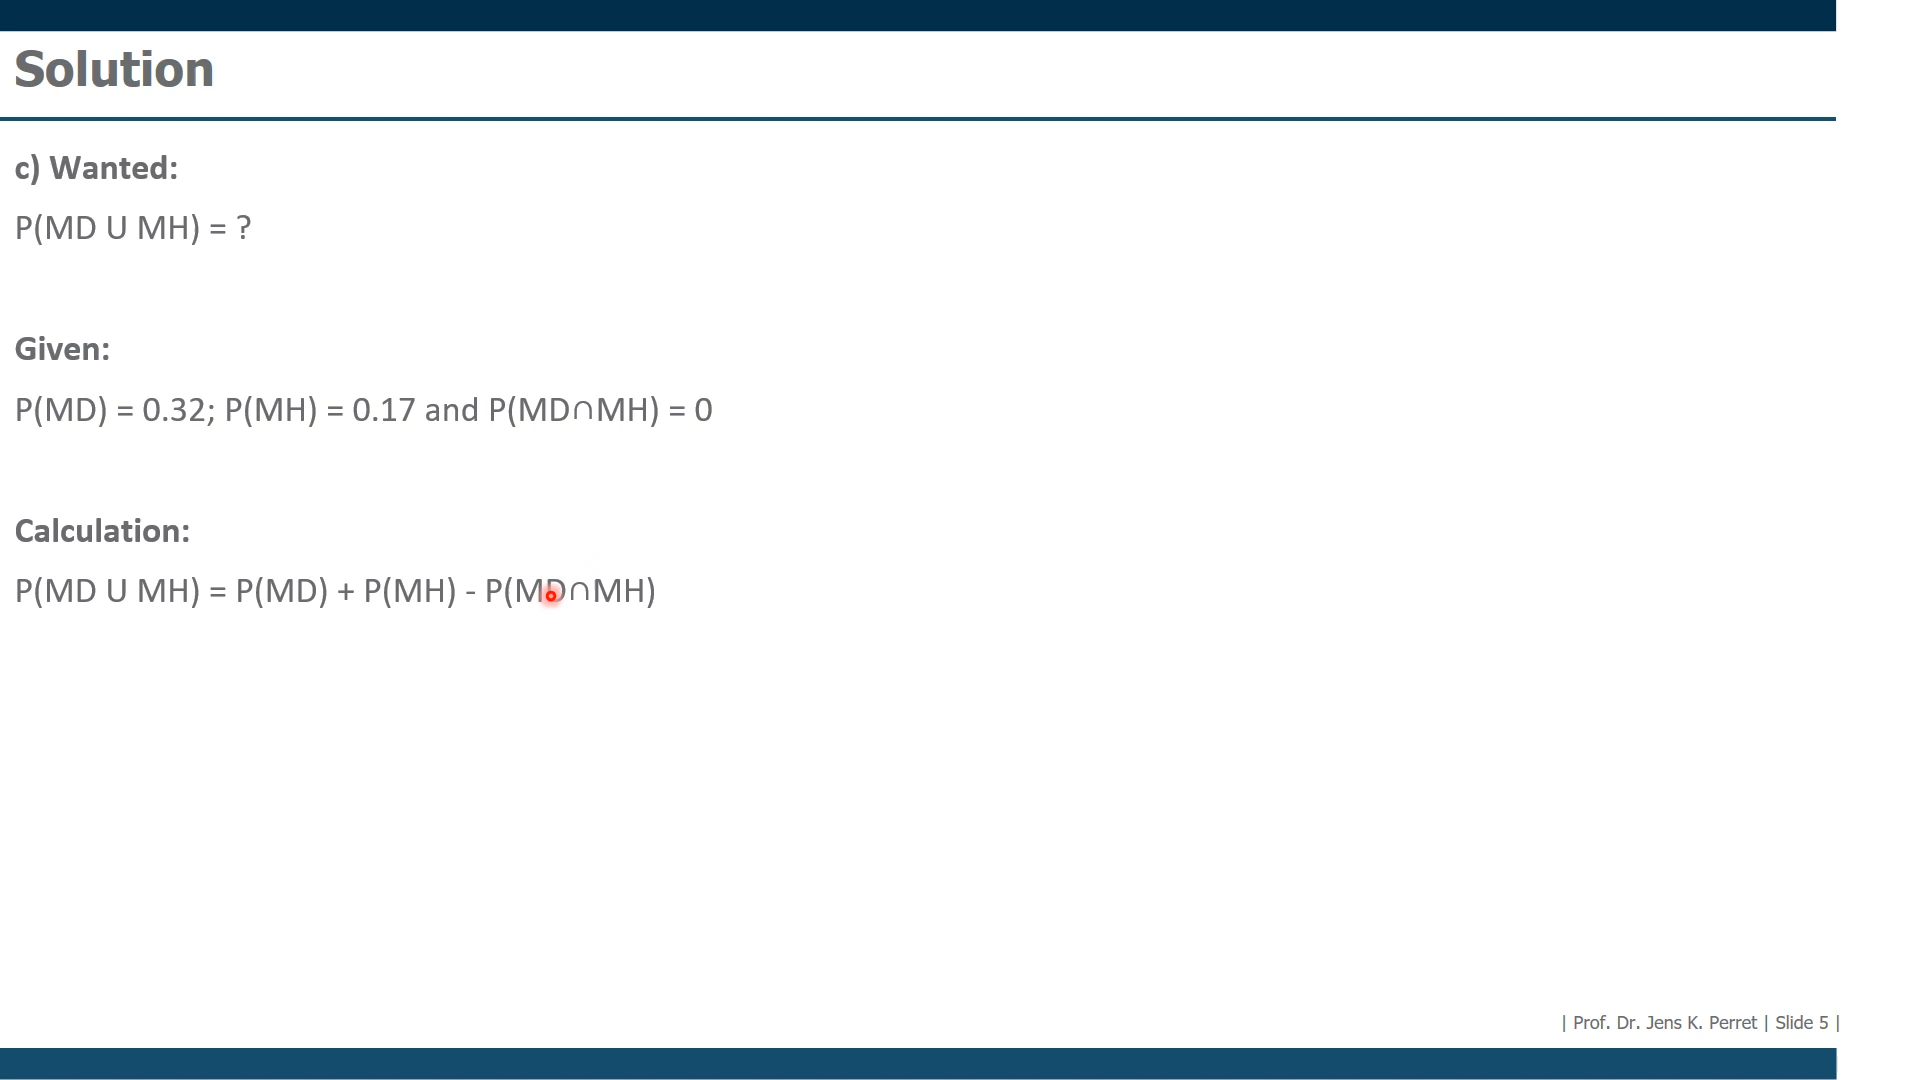 Solution
c) Wanted:
P(MD U MH) = ?
Given:
P(MD) = 0.32; P(MH) = 0.17 and P(MD∩MH) = 0
Calculation:
P(MD U MH) = P(MD) + P(MH) - P(MD∩MH)
| Prof. Dr. Jens K. Perret | Slide 5 |